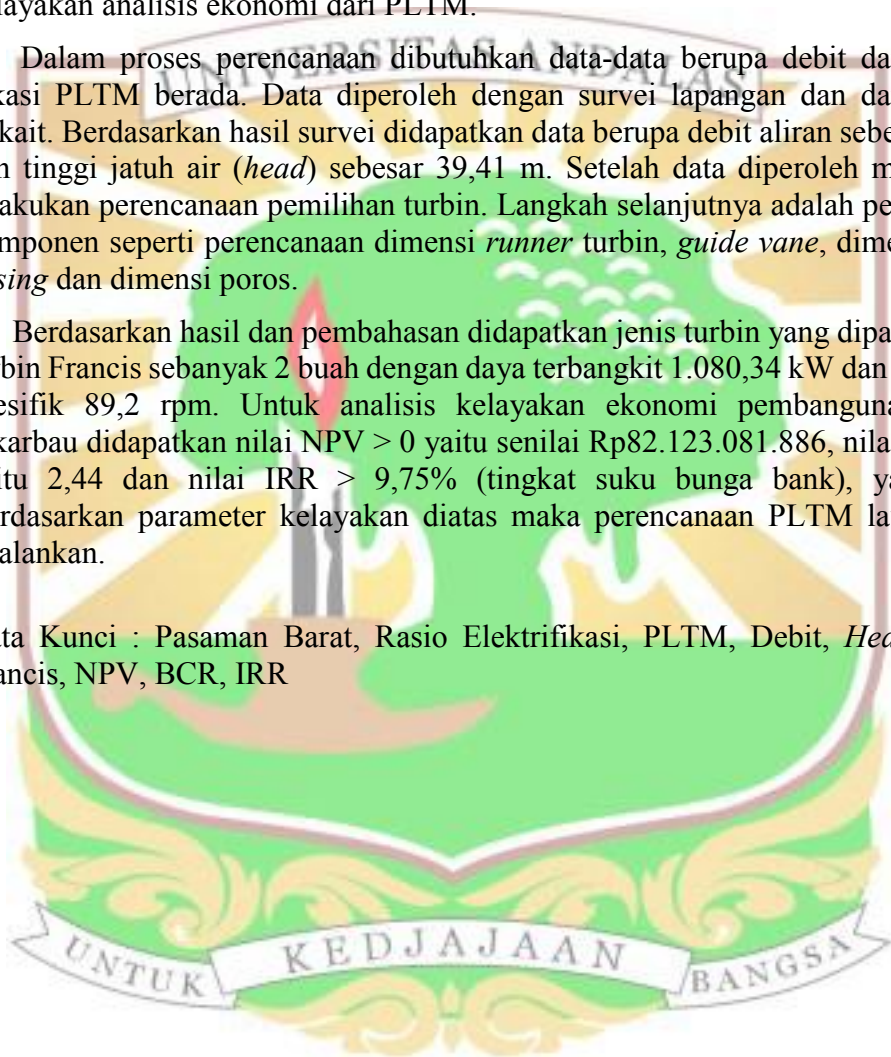 layakan analisis ekonomi dari PLTM.
Dalam proses perencanaan dibutuhkan data-data berupa debit da
kasi PLTM berada. Data diperoleh dengan survei lapangan dan da
kait. Berdasarkan hasil survei didapatkan data berupa debit aliran sebe
n tinggi jatuh air (head) sebesar 39,41 m. Setelah data diperoleh m
akukan perencanaan pemilihan turbin. Langkah selanjutnya adalah pe
mponen seperti perencanaan dimensi runner turbin, guide vane, dime
sing dan dimensi poros.
Berdasarkan hasil dan pembahasan didapatkan jenis turbin yang dipa
bin Francis sebanyak 2 buah dengan daya terbangkit 1.080,34 kW dan
esifik 89,2 rpm. Untuk analisis kelayakan ekonomi pembanguna
karbau didapatkan nilai NPV > 0 yaitu senilai Rp82.123.081.886, nila
itu 2,44 dan nilai IRR > 9,75% (tingkat suku bunga bank), ya
erdasarkan parameter kelayakan diatas maka perencanaan PLTM la
alankan.
ata Kunci : Pasaman Barat, Rasio Elektrifikasi, PLTM, Debit, Hea
ancis, NPV, BCR, IRR
UNIVERSITAS ANDALAS
UNTUK KEDJAJAAN BANGSA